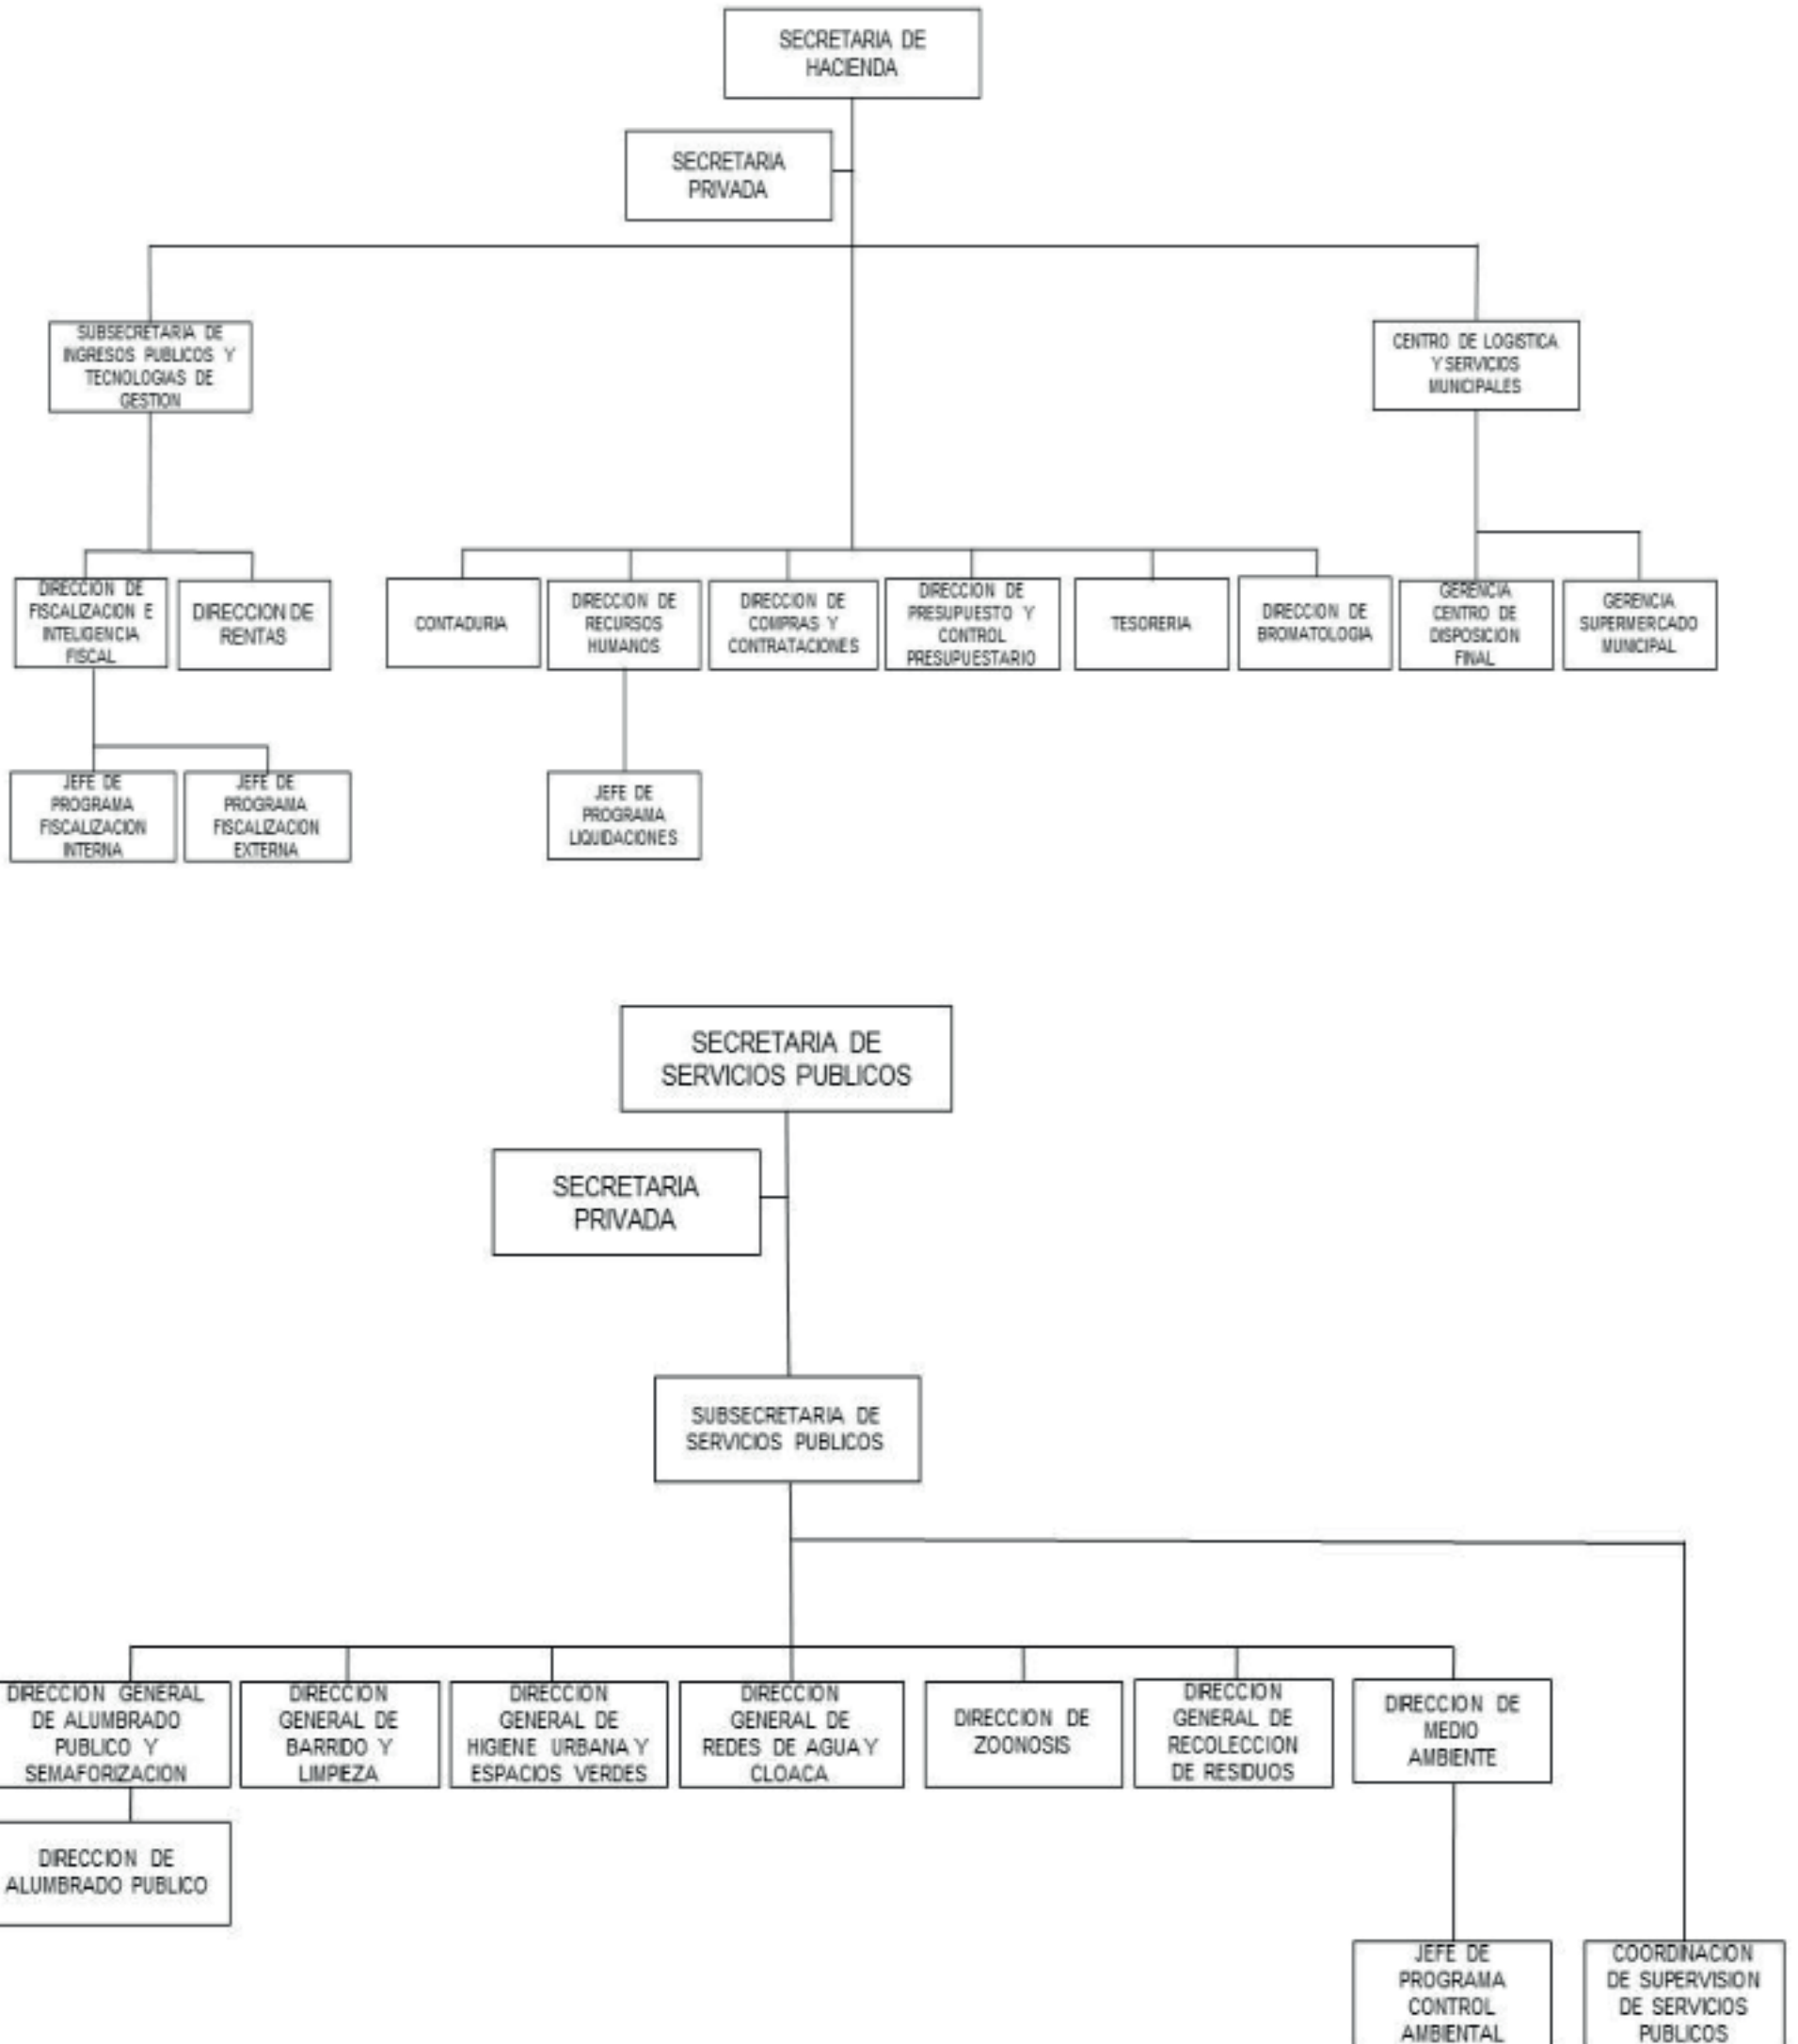 SECRETARIA DE
HACIENDA
SECRETARIA
PRIVADA
SUBSECRETARIA DE
INGRESOS PUBLICOS Y
TECNOLOGIAS DE
GESTION
CENTRO DE LOGISTICA
Y SERVICIOS
MUNICIPALES
DIRECCION DE
FISCALIZACION E
INTELIGENCIA
FISCAL
DIRECCION DE
RENTAS
CONTADURIA
DIRECCION DE
RECURSOS
HUMANOS
DIRECCION DE
COMPRAS Y
CONTRATACIONES
DIRECCION DE
PRESUPUESTO Y
CONTROL
PRESUPUESTARIO
TESORERIA
DIRECCION DE
BROMATOLOGIA
GERENCIA
CENTRO DE
DISPOSICION
FINAL
GERENCIA
SUPERMERCADO
MUNICIPAL
JEFE DE
PROGRAMA
FISCALIZACION
INTERNA
JEFE DE
PROGRAMA
FISCALIZACION
EXTERNA
JEFE DE
PROGRAMA
LIQUIDACIONES
SECRETARIA DE
SERVICIOS PUBLICOS
SECRETARIA
PRIVADA
SUBSECRETARIA DE
SERVICIOS PUBLICOS
DIRECCION GENERAL
DE ALUMBRADO
PUBLICO Y
SEMAFORIZACION
DIRECCION
GENERAL DE
BARRIDO Y
LIMPIEZA
DIRECCION
GENERAL DE
HIGIENE URBANA Y
ESPACIOS VERDES
DIRECCION
GENERAL DE
REDES DE AGUA Y
CLOACA
DIRECCION DE
ZOONOSIS
DIRECCION
GENERAL DE
RECOLECCION
DE RESIDUOS
DIRECCION DE
MEDIO
AMBIENTE
DIRECCION DE
ALUMBRADO PUBLICO
JEFE DE
PROGRAMA
CONTROL
AMBIENTAL
COORDINACION
DE SUPERVISION
DE SERVICIOS
PUBLICOS